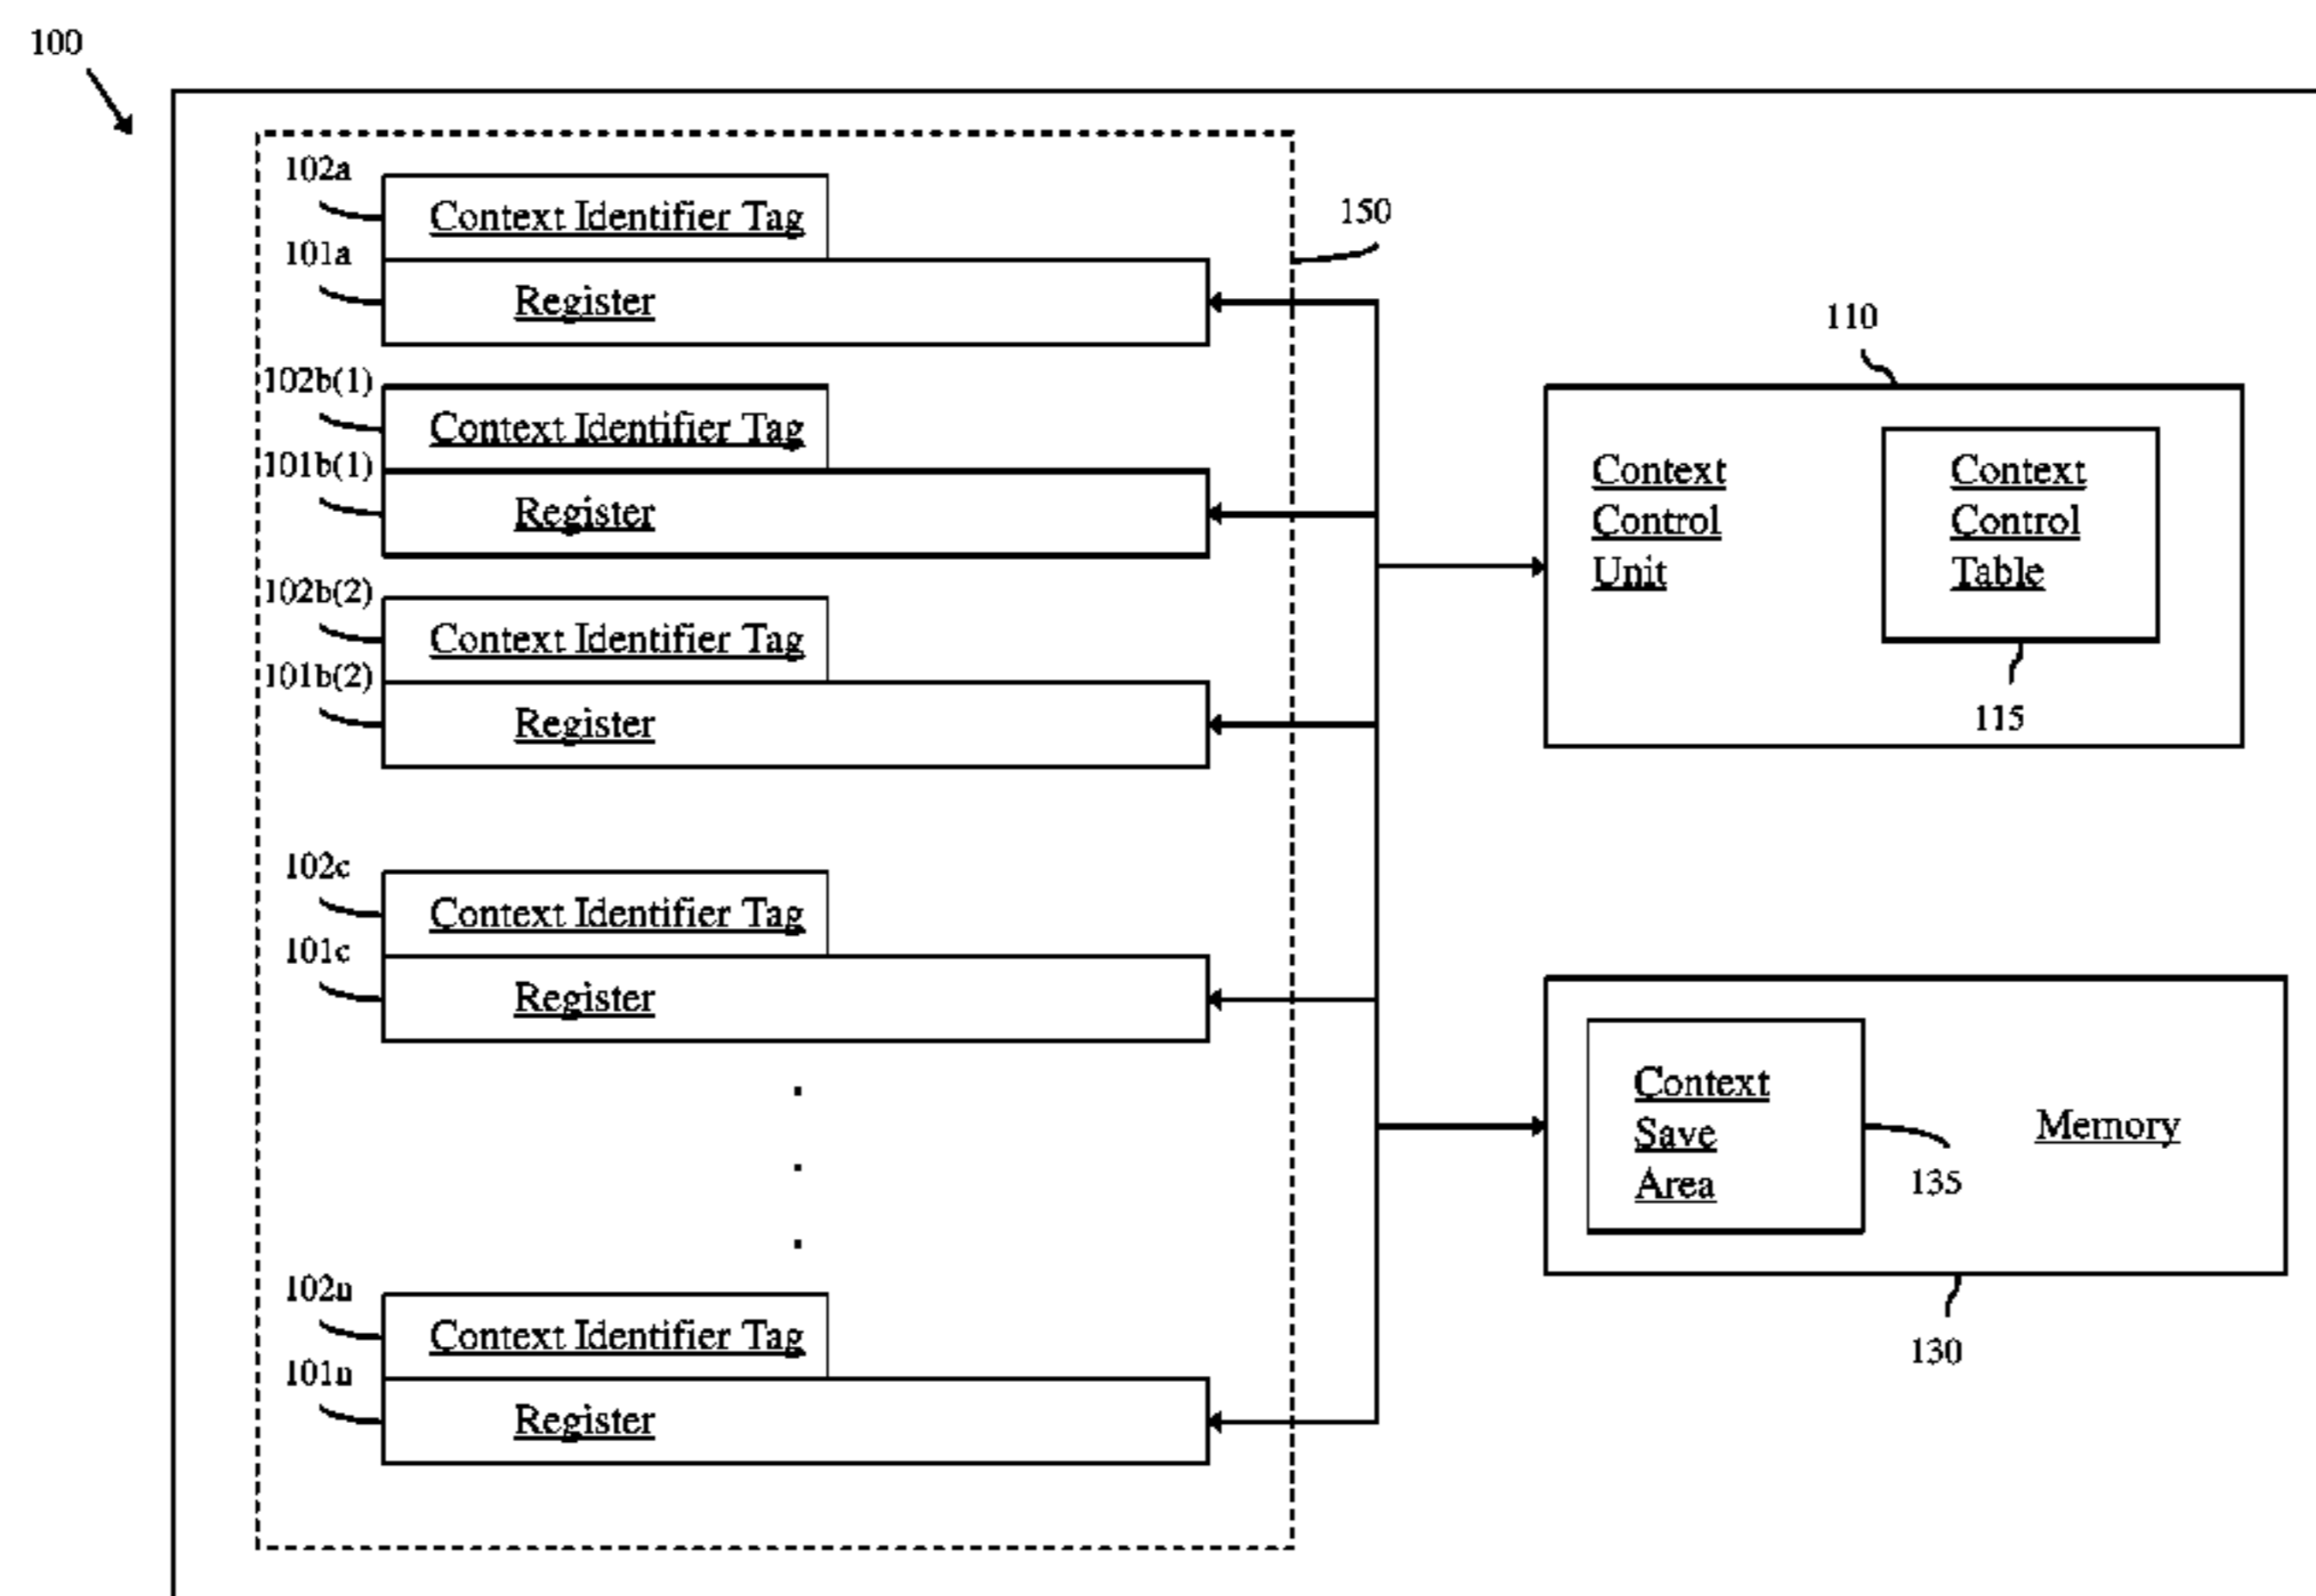 100
102a
Context Identifier Tag
150
101a
Register
110
102b(1)
Context Identifier Tag
101b(1)
Register
Context
Control
Unit
Context
Control
Table
115
102b(2)
Context Identifier Tag
101b(2)
Register
102c
Context Identifier Tag
101c
Register
Context
Save
Area
135
Memory
130
102n
Context Identifier Tag
101n
Register